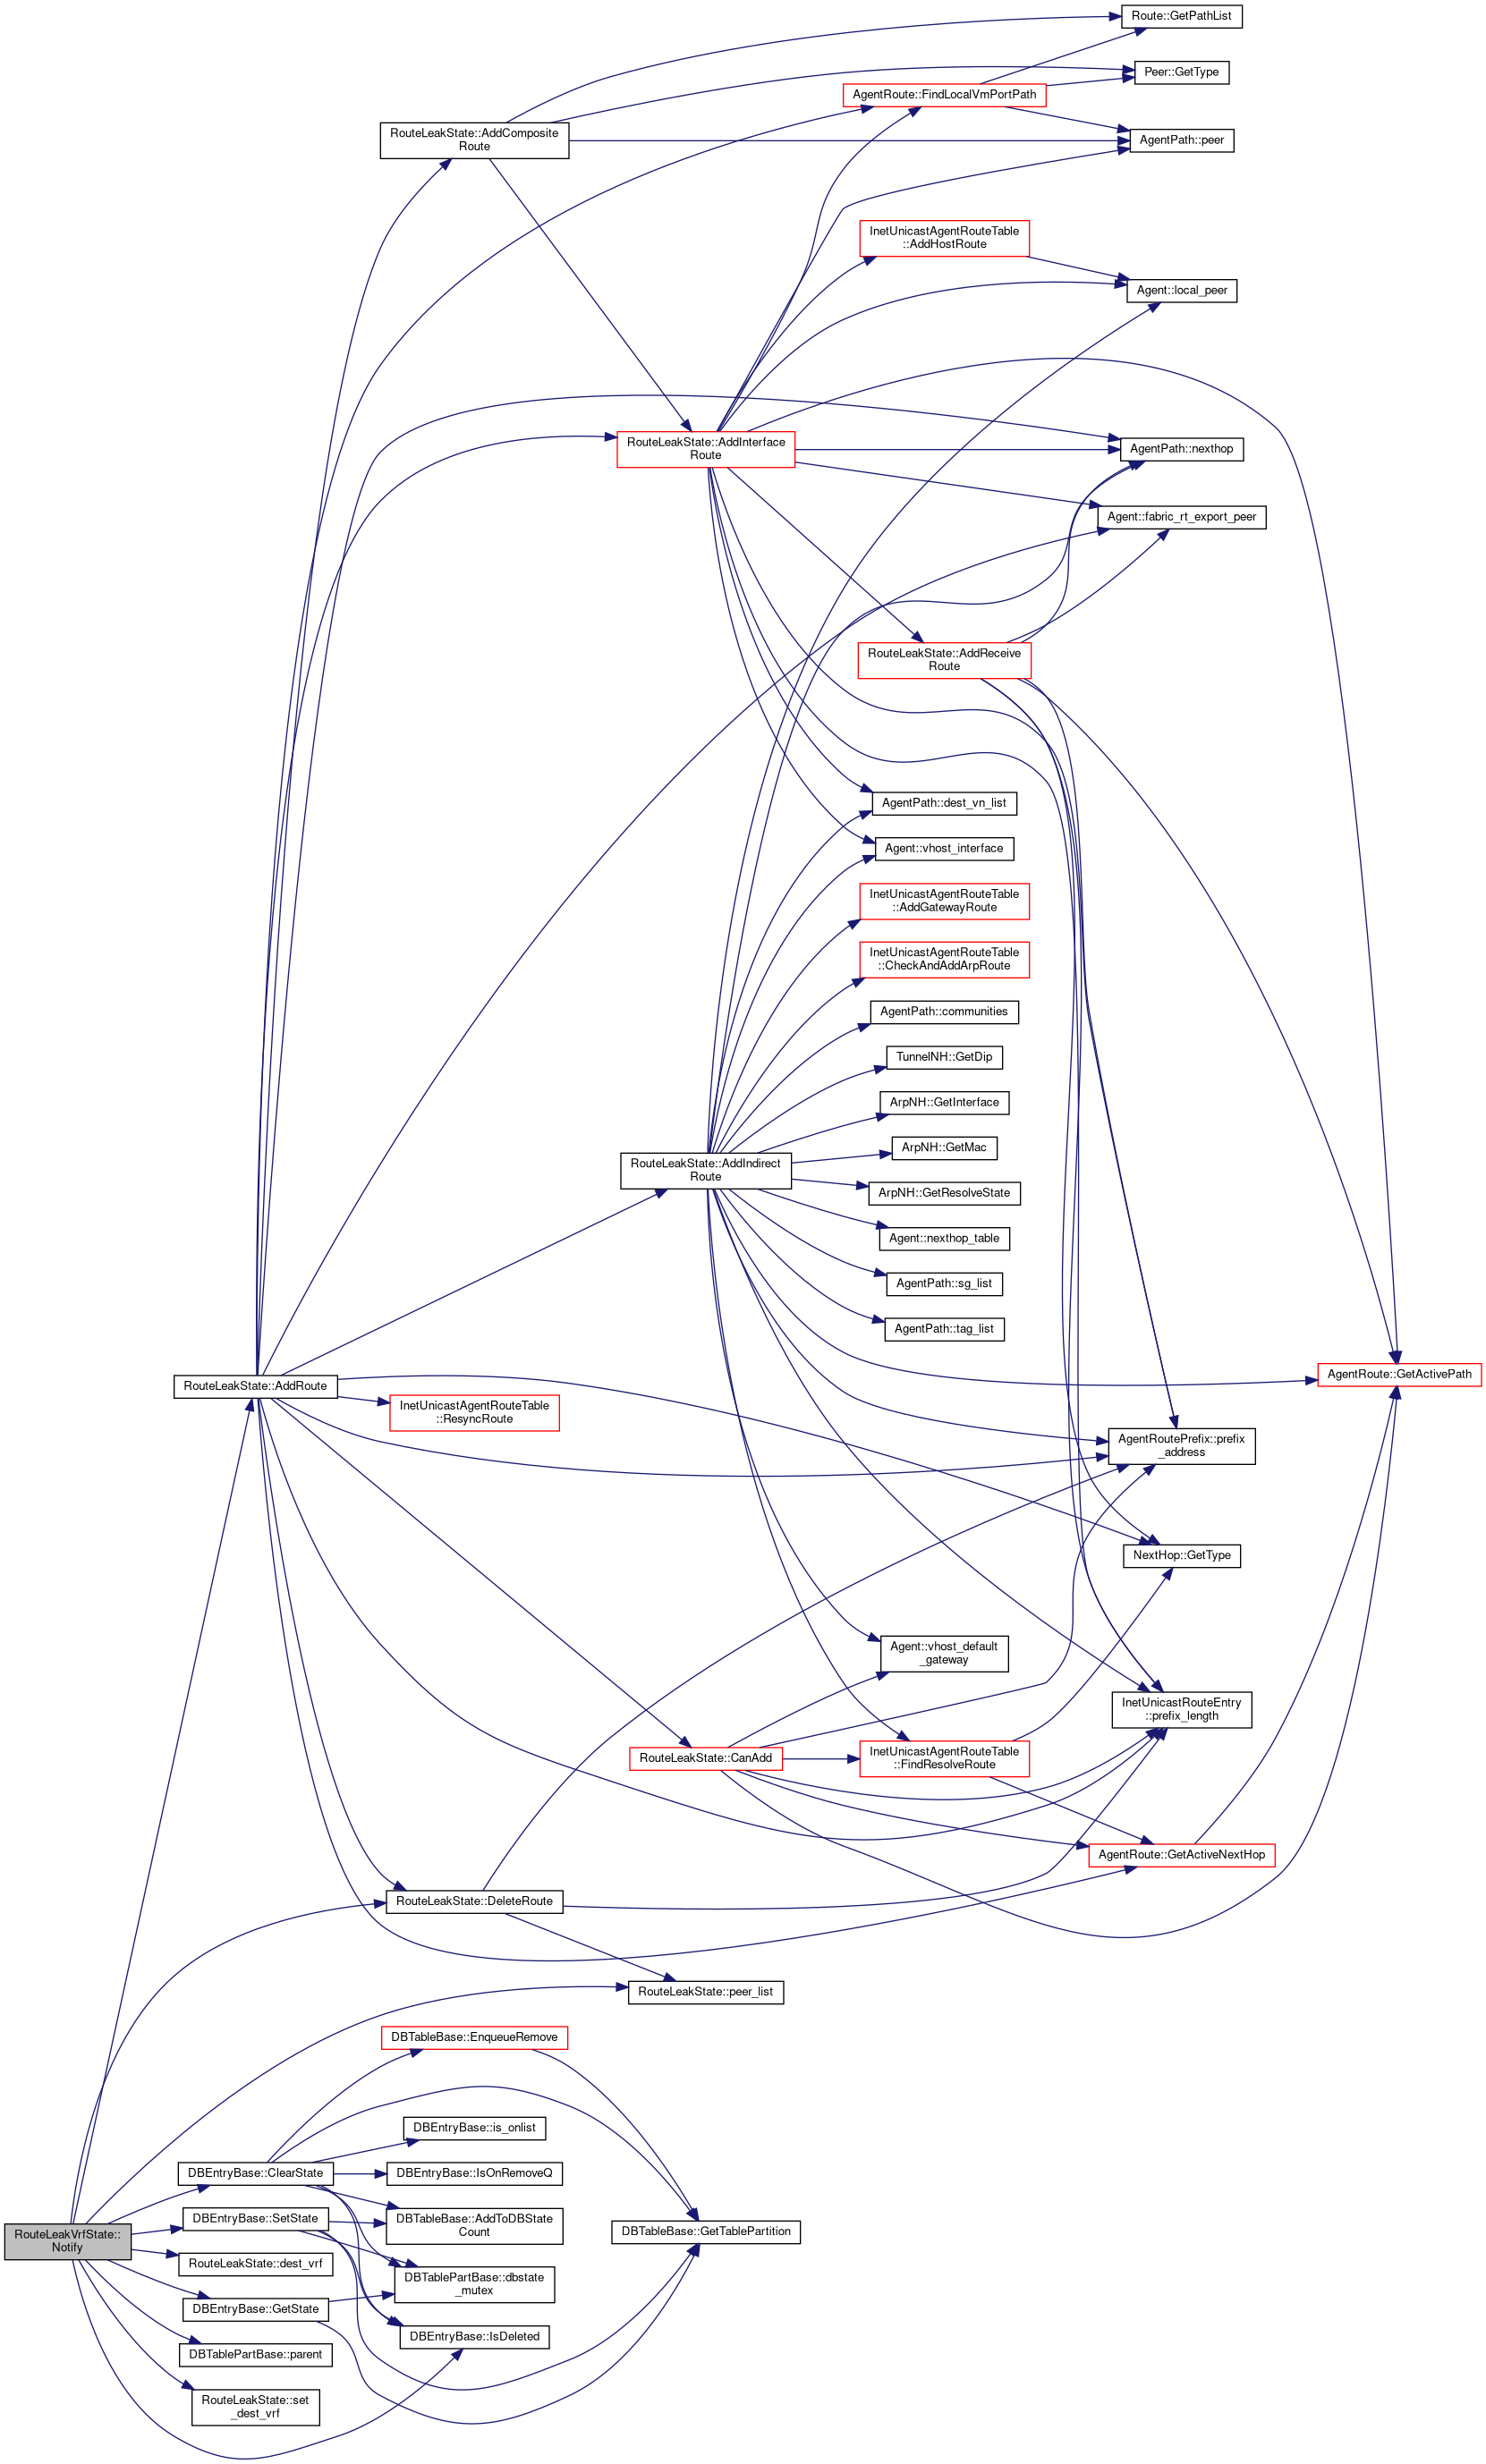 Route::GetPathList
Peer::GetType
AgentRoute::FindLocalVmPortPath
RouteLeakState::AddComposite
Route
AgentPath::peer
InetUnicastAgentRouteTable
::AddHostRoute
Agent::local_peer
RouteLeakState::AddInterface
Route
AgentPath::nexthop
Agent::fabric_rt_export_peer
RouteLeakState::AddReceive
Route
AgentPath::dest_vn_list
Agent::vhost_interface
InetUnicastAgentRouteTable
::AddGatewayRoute
InetUnicastAgentRouteTable
::CheckAndAddArpRoute
AgentPath::communities
TunnelNH::GetDip
ArpNH::GetInterface
ArpNH::GetMac
RouteLeakState::AddIndirect
Route
ArpNH::GetResolveState
Agent::nexthop_table
AgentPath::sg_list
AgentPath::tag_list
AgentRoute::GetActivePath
RouteLeakState::AddRoute
InetUnicastAgentRouteTable
::ResyncRoute
AgentRoutePrefix::prefix
_address
NextHop::GetType
Agent::vhost_default
_gateway
InetUnicastRouteEntry
::prefix_length
RouteLeakState::CanAdd
InetUnicastAgentRouteTable
::FindResolveRoute
AgentRoute::GetActiveNextHop
RouteLeakState::DeleteRoute
RouteLeakState::peer_list
DBTableBase::EnqueueRemove
DBEntryBase::is_onlist
DBEntryBase::ClearState
DBEntryBase::IsOnRemoveQ
DBEntryBase::SetState
DBTableBase::AddToDBState
Count
DBTableBase::GetTablePartition
RouteLeakVrfState::
Notify
RouteLeakState::dest_vrf
DBTablePartBase::dbstate
_mutex
DBEntryBase::GetState
DBEntryBase::IsDeleted
DBTablePartBase::parent
RouteLeakState::set
_dest_vrf